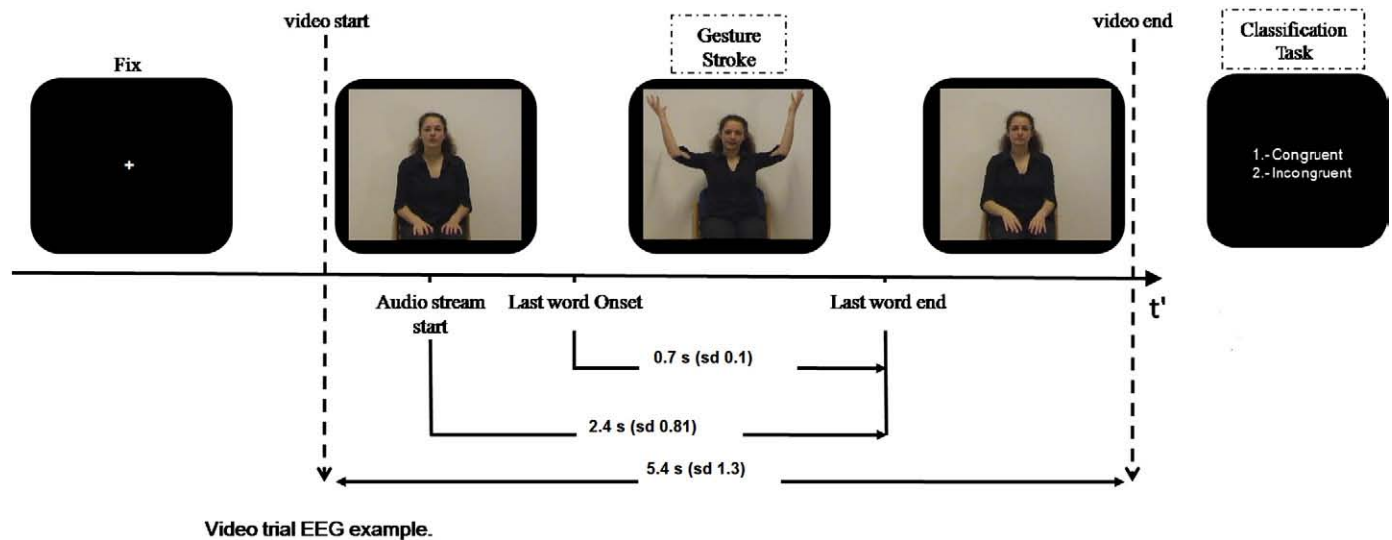 video start
Gesture
Stroke
video end
Classification
Task
Fix
+
1.-Congruent
2.-Incongruent
Audio stream
start
Last word Onset
Last word end
t'
0.7 s (sd 0.1)
2.4 s (sd 0.81)
5.4 s (sd 1.3)
Video trial EEG example.